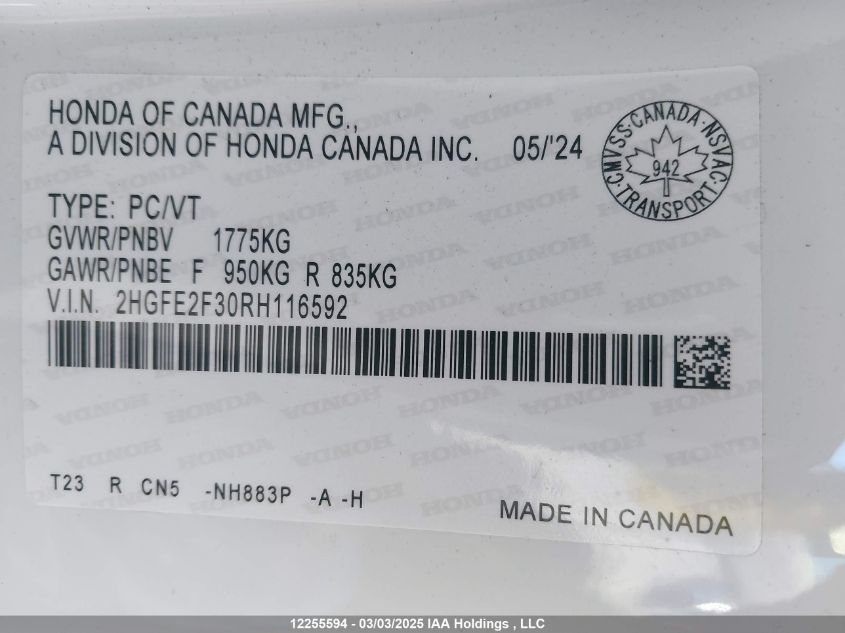 HONDA OF CANADA MFG.,
A DIVISION OF HONDA CANADA INC. 05/'24
CMVSS·CANADA·NSVAC·TRANSPORT·
942
TYPE: PC/VT
GVWR/PNBV 1775KG
GAWR/PNBE F 950KG R 835KG
V.I.N. 2HGFE2F30RH116592
T23 R CN5 -NH883P -A -H
MADE IN CANADA
12255594 - 03/03/2025 IAA Holdings , LLC